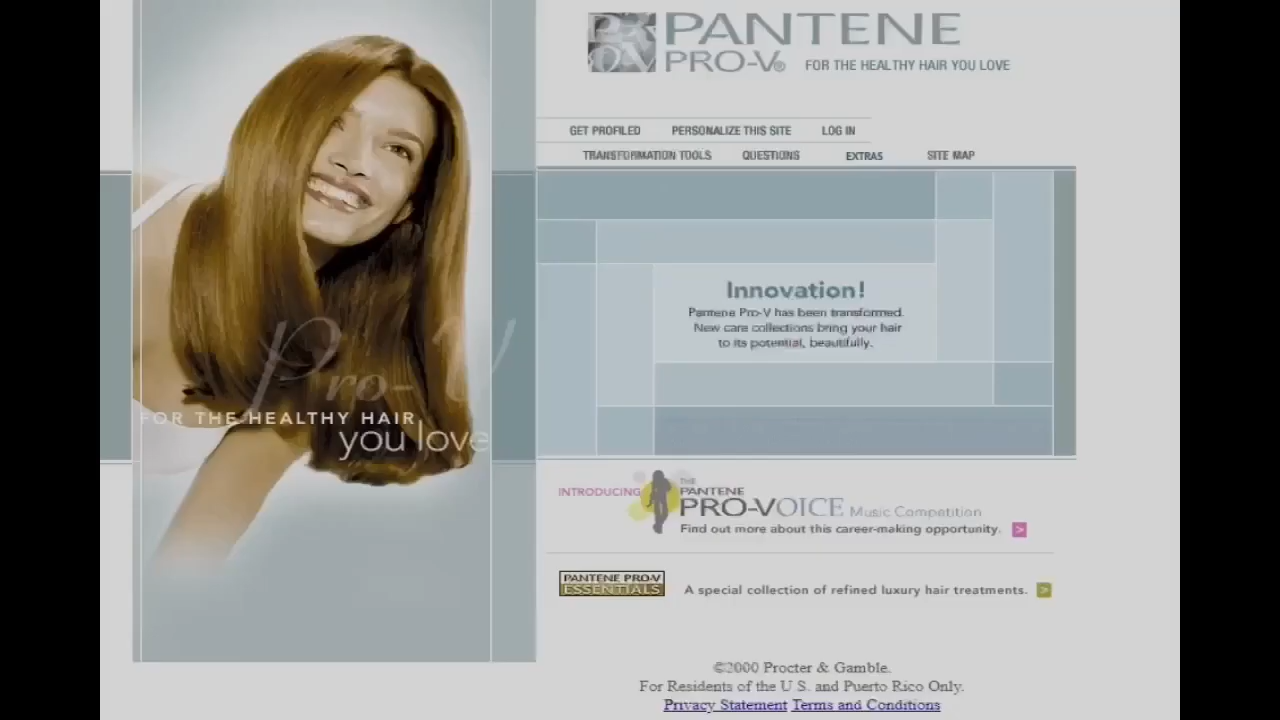 PRO-V
PANTENE
PRO-V®
FOR THE HEALTHY HAIR YOU LOVE
GET PROFILED
PERSONALIZE THIS SITE
LOG IN
TRANSFORMATION TOOLS
QUESTIONS
EXTRAS
SITE MAP
Pro-V
FOR THE HEALTHY HAIR
you love
Innovation!
Pantene Pro-V has been transformed.
New care collections bring your hair
to its potential, beautifully.
INTRODUCING
THE
PANTENE
PRO-VOICE Music Competition
Find out more about this career-making opportunity. >
PANTENE PRO-V
ESSENTIALS
A special collection of refined luxury hair treatments. >
©2000 Procter & Gamble.
For Residents of the U.S. and Puerto Rico Only.
Privacy Statement Terms and Conditions